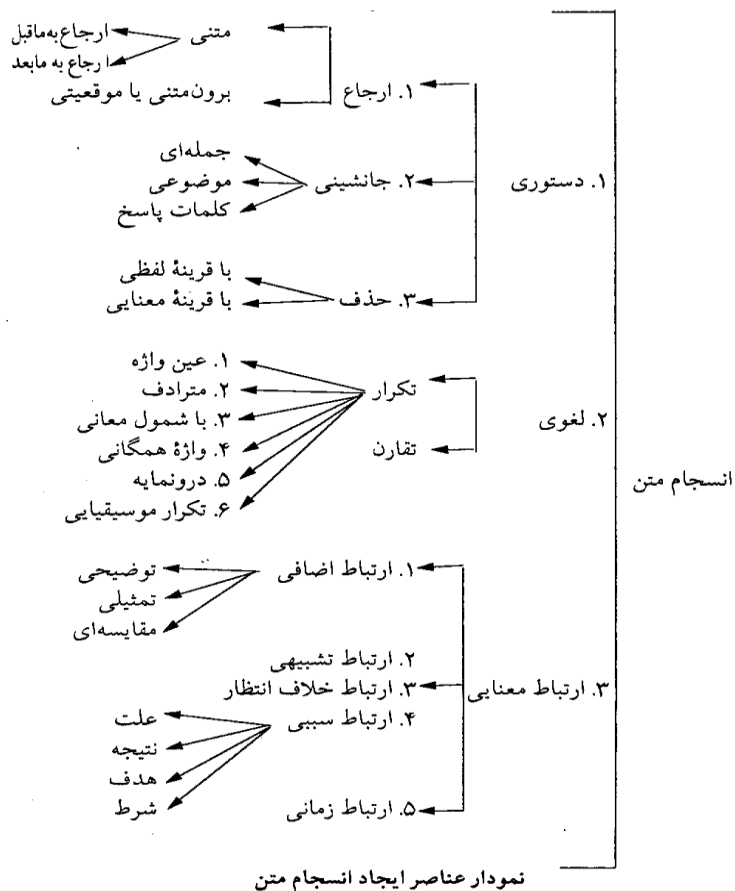 انسجام متن
۱. دستوری
۱. ارجاع
متنی
ارجاع به ماقبل
ارجاع به مابعد
برون‌متنی یا موقعیتی
۲. جانشینی
جمله‌ای
موضوعی
کلمات پاسخ
۳. حذف
با قرینهٔ لفظی
با قرینهٔ معنایی
۲. لغوی
تکرار
۱. عین واژه
۲. مترادف
۳. با شمول معانی
۴. واژهٔ همگانی
۵. درونمایه
۶. تکرار موسیقیایی
تقارن
۳. ارتباط معنایی
۱. ارتباط اضافی
توضیحی
تمثیلی
مقایسه‌ای
۲. ارتباط تشبیهی
۳. ارتباط خلاف انتظار
۴. ارتباط سببی
علت
نتیجه
هدف
شرط
۵. ارتباط زمانی
نمودار عناصر ایجاد انسجام متن